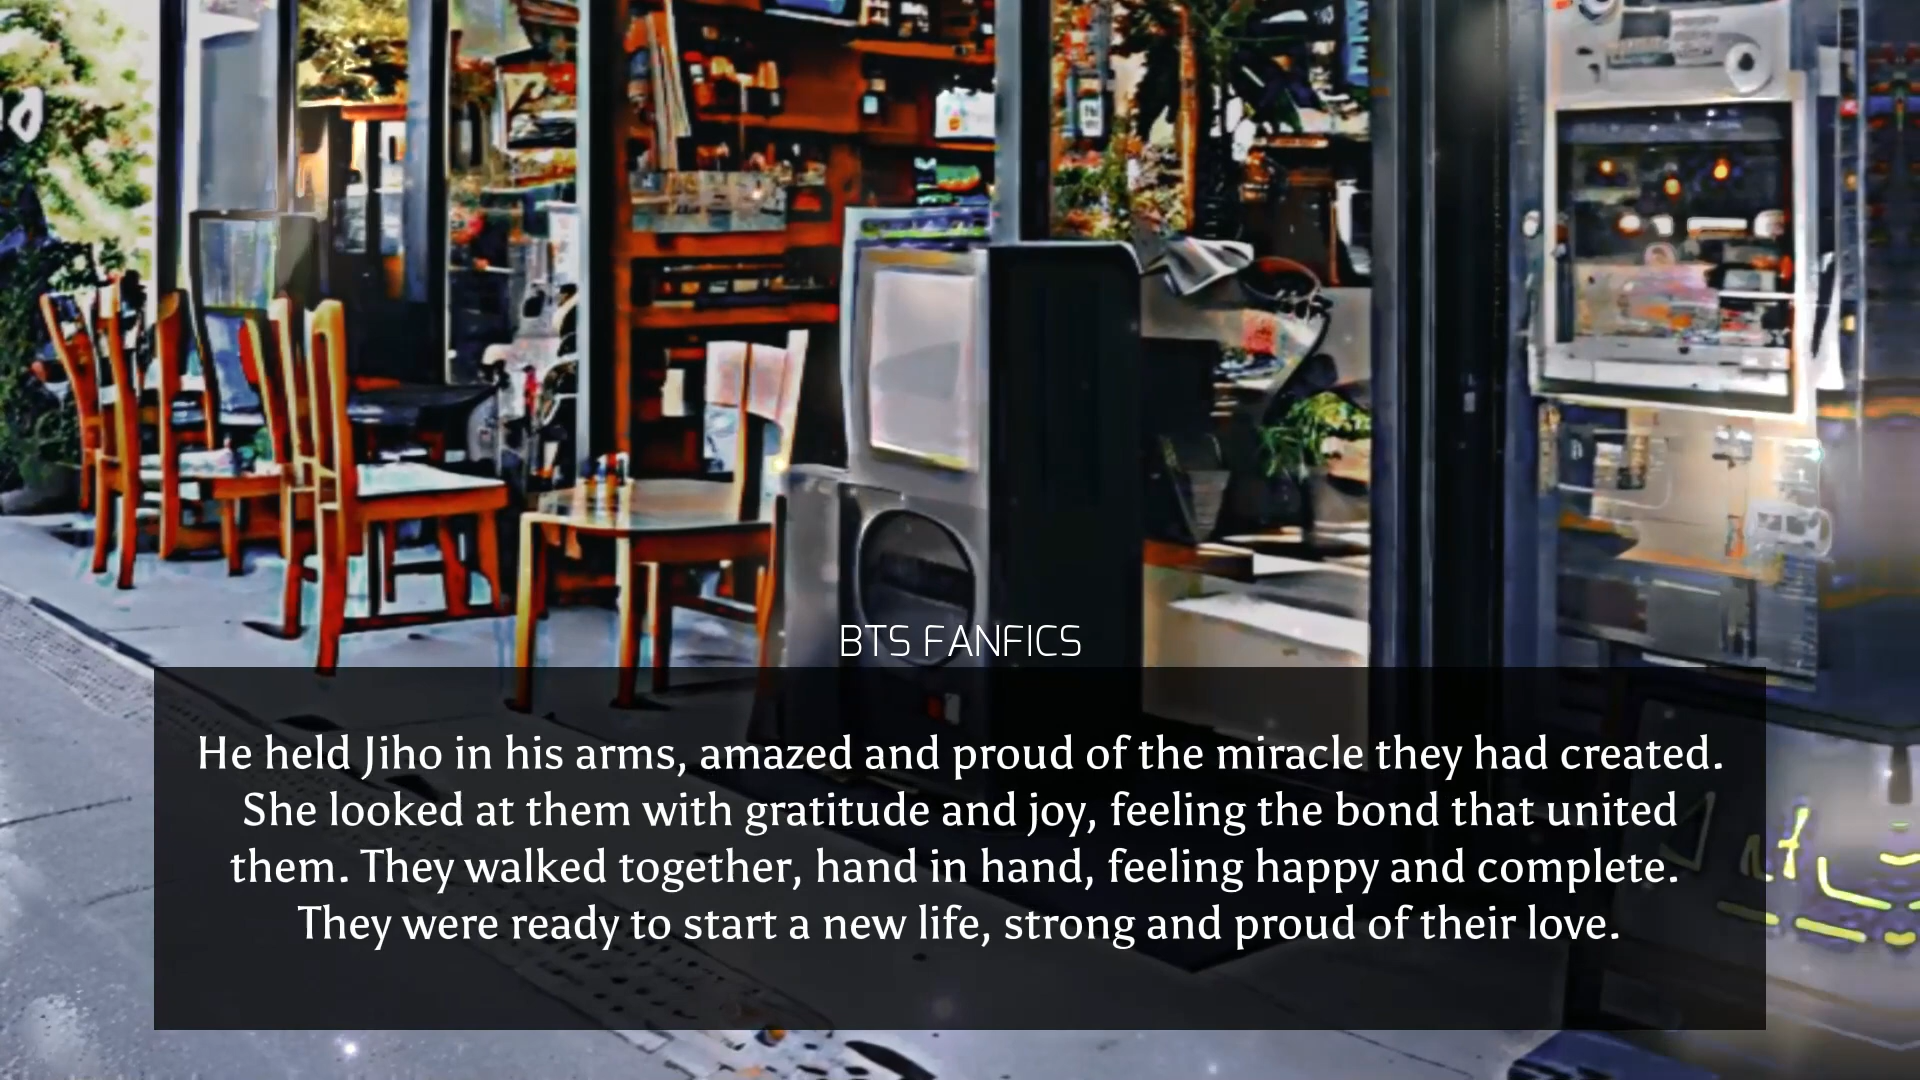 BTS FANFICS
He held Jiho in his arms, amazed and proud of the miracle they had created.
She looked at them with gratitude and joy, feeling the bond that united
them. They walked together, hand in hand, feeling happy and complete.
They were ready to start a new life, strong and proud of their love.